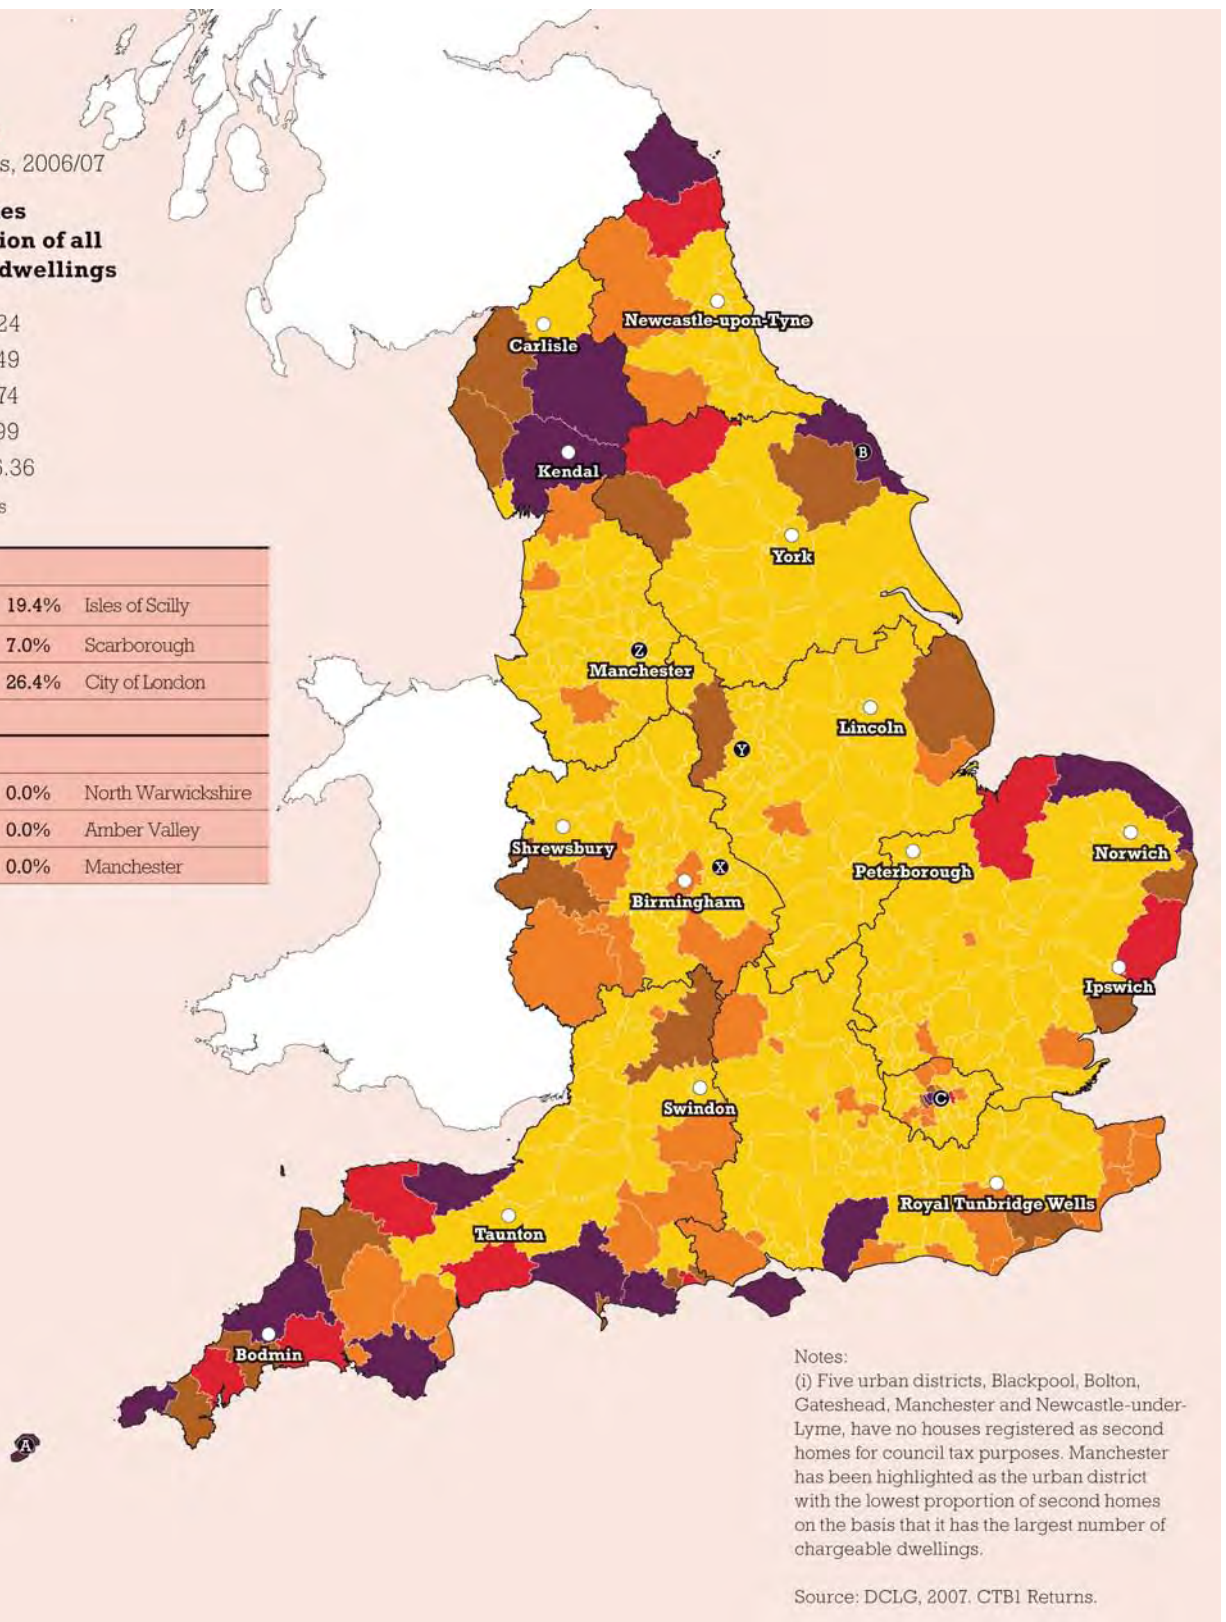 s, 2006/07
es
ion of all
dwellings
24
49
74
99
6.36
s
19.4% Isles of Scilly
7.0% Scarborough
26.4% City of London
0.0% North Warwickshire
0.0% Amber Valley
0.0% Manchester
Newcastle-upon-Tyne
Carlisle
B
Kendal
York
Z
Manchester
Lincoln
Y
Shrewsbury
Norwich
Peterborough
X
Birmingham
Ipswich
C
Swindon
Royal Tunbridge Wells
Taunton
Bodmin
A
Notes:
(i) Five urban districts, Blackpool, Bolton,
Gateshead, Manchester and Newcastle-under-
Lyme, have no houses registered as second
homes for council tax purposes. Manchester
has been highlighted as the urban district
with the lowest proportion of second homes
on the basis that it has the largest number of
chargeable dwellings.
Source: DCLG, 2007. CTB1 Returns.